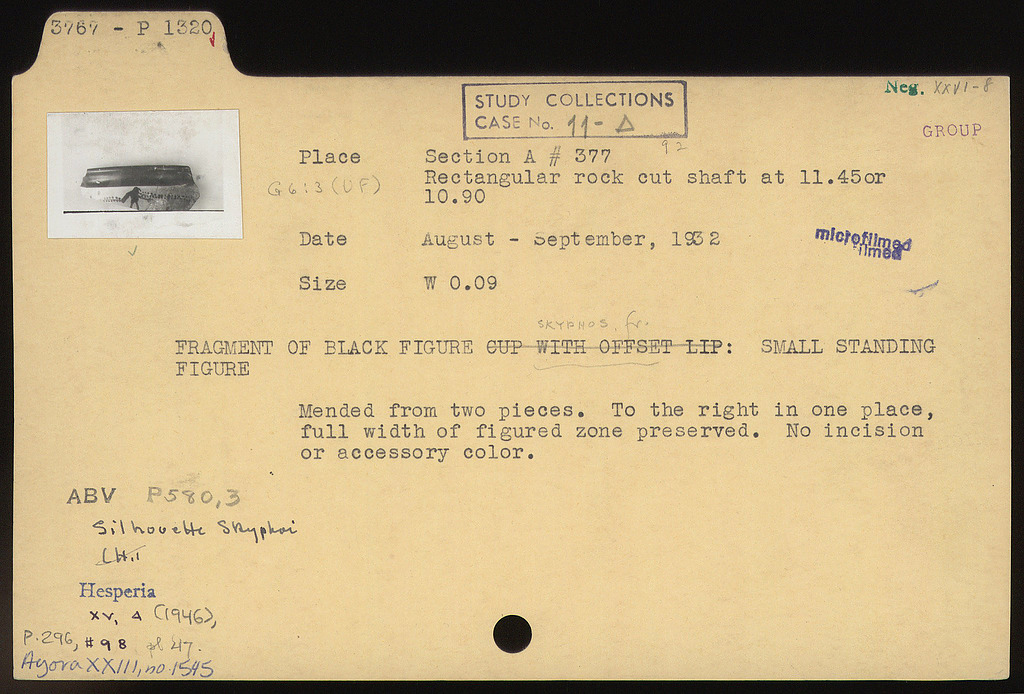 3767 - P 1320
Neg. XXVI-8
STUDY COLLECTIONS
CASE No. 11-Δ
92
GROUP
Place Section A # 377
G6:3 (UF) Rectangular rock cut shaft at 11.45or
10.90
Date August - September, 1932
microfilmed
filmed
Size W 0.09
SKYPHOS, fr.
FRAGMENT OF BLACK FIGURE CUP WITH OFFSET LIP: SMALL STANDING
FIGURE
Mended from two pieces. To the right in one place,
full width of figured zone preserved. No incision
or accessory color.
ABV P580,3
Silhouette Skyphoi
Hesperia
XV, 4 (1946),
P. 296, #98 pl 47.
Agora XXIII, no. 1545